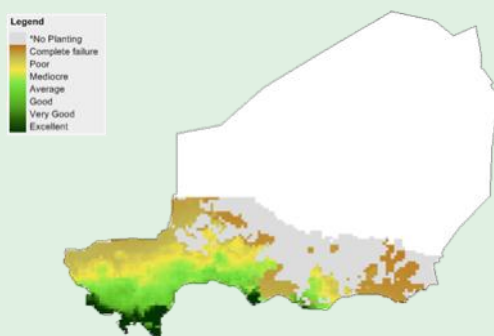 Legend
*No Planting
Complete failure
Poor
Mediocre
Average
Good
Very Good
Excellent